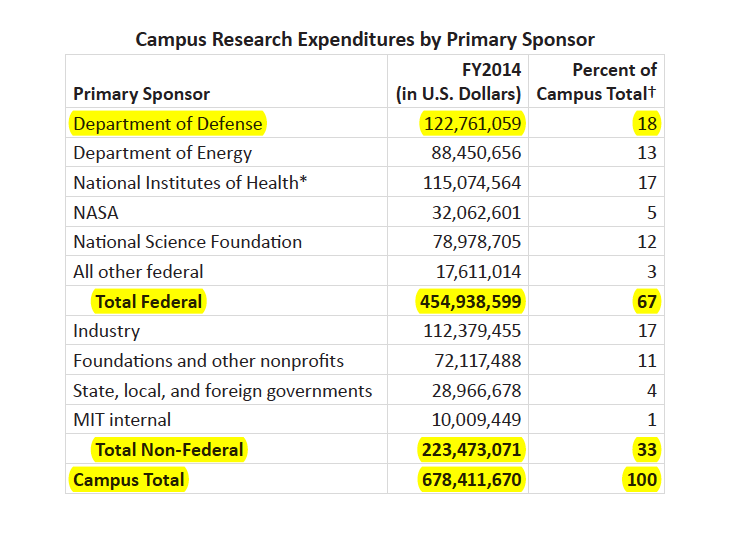 Campus Research Expenditures by Primary Sponsor
FY2014 Percent of
Primary Sponsor (in U.S. Dollars) Campus Total†
Department of Defense 122,761,059 18
Department of Energy 88,450,656 13
National Institutes of Health* 115,074,564 17
NASA 32,062,601 5
National Science Foundation 78,978,705 12
All other federal 17,611,014 3
Total Federal 454,938,599 67
Industry 112,379,455 17
Foundations and other nonprofits 72,117,488 11
State, local, and foreign governments 28,966,678 4
MIT internal 10,009,449 1
Total Non-Federal 223,473,071 33
Campus Total 678,411,670 100